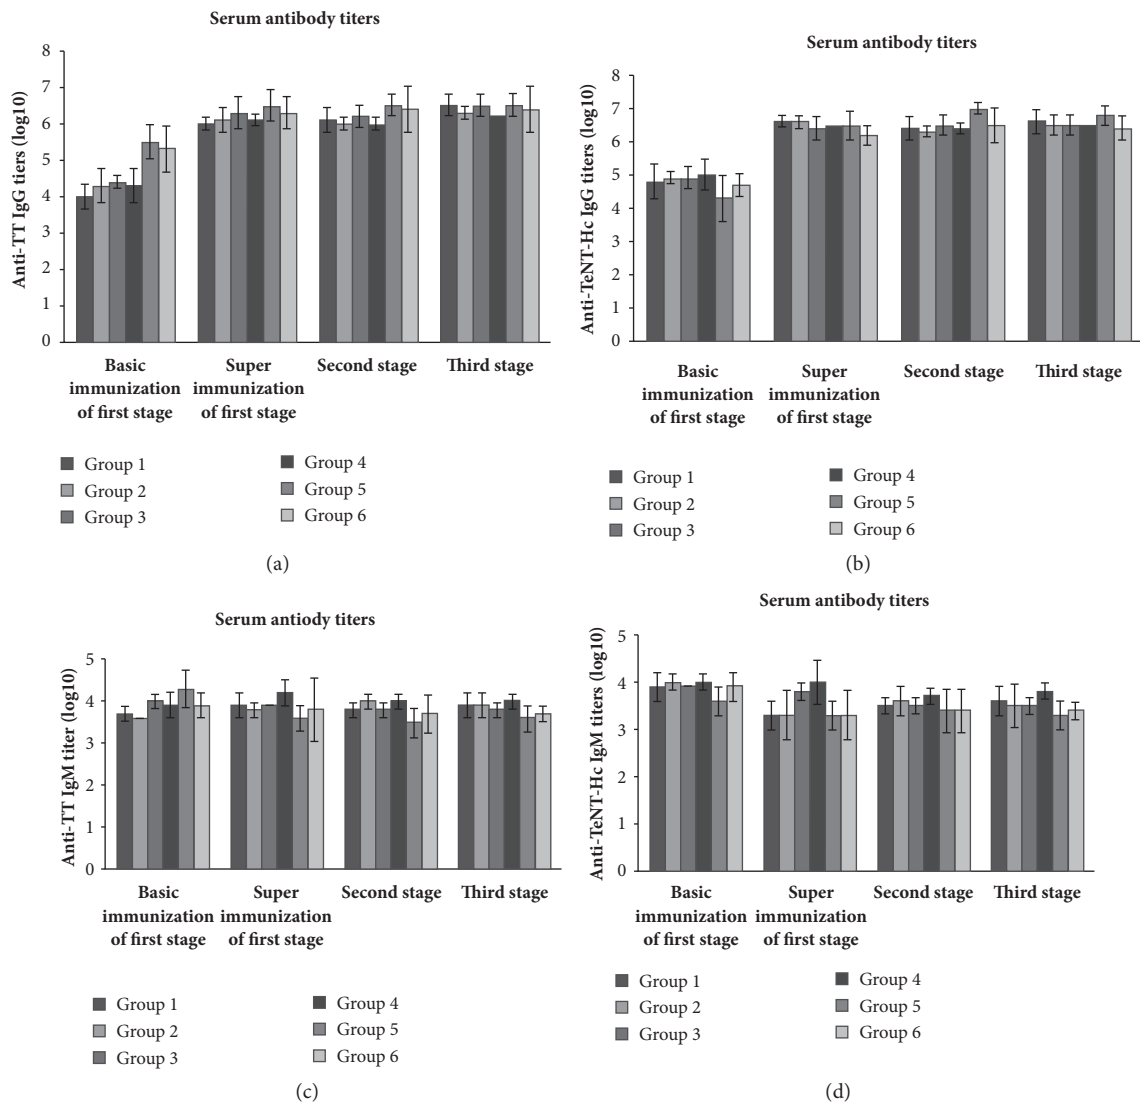 Serum antibody titers
Anti-TT IgG tiers (log10)
8
7
6
5
4
3
2
1
0
Basic
immunization
of first stage
Super
immunization
of first stage
Second stage
Third stage
Group 1
Group 2
Group 3
Group 4
Group 5
Group 6
(a)
Serum antibody titers
Anti-TeNT-Hc IgG titers (log10)
8
7
6
5
4
3
2
1
0
Basic
immunization
of first stage
Super
immunization
of first stage
Second stage
Third stage
Group 1
Group 2
Group 3
Group 4
Group 5
Group 6
(b)
Serum antiody titers
Anti-TT IgM titer (log10)
5
4
3
2
1
0
Basic
immunization
of first stage
Super
immunization
of first stage
Second stage
Third stage
Group 1
Group 2
Group 3
Group 4
Group 5
Group 6
(c)
Serum antibody titers
Anti-TeNT-Hc IgM titers (log10)
5
4
3
2
1
0
Basic
immunization
of first stage
Super
immunization
of first stage
Second stage
Third stage
Group 1
Group 2
Group 3
Group 4
Group 5
Group 6
(d)